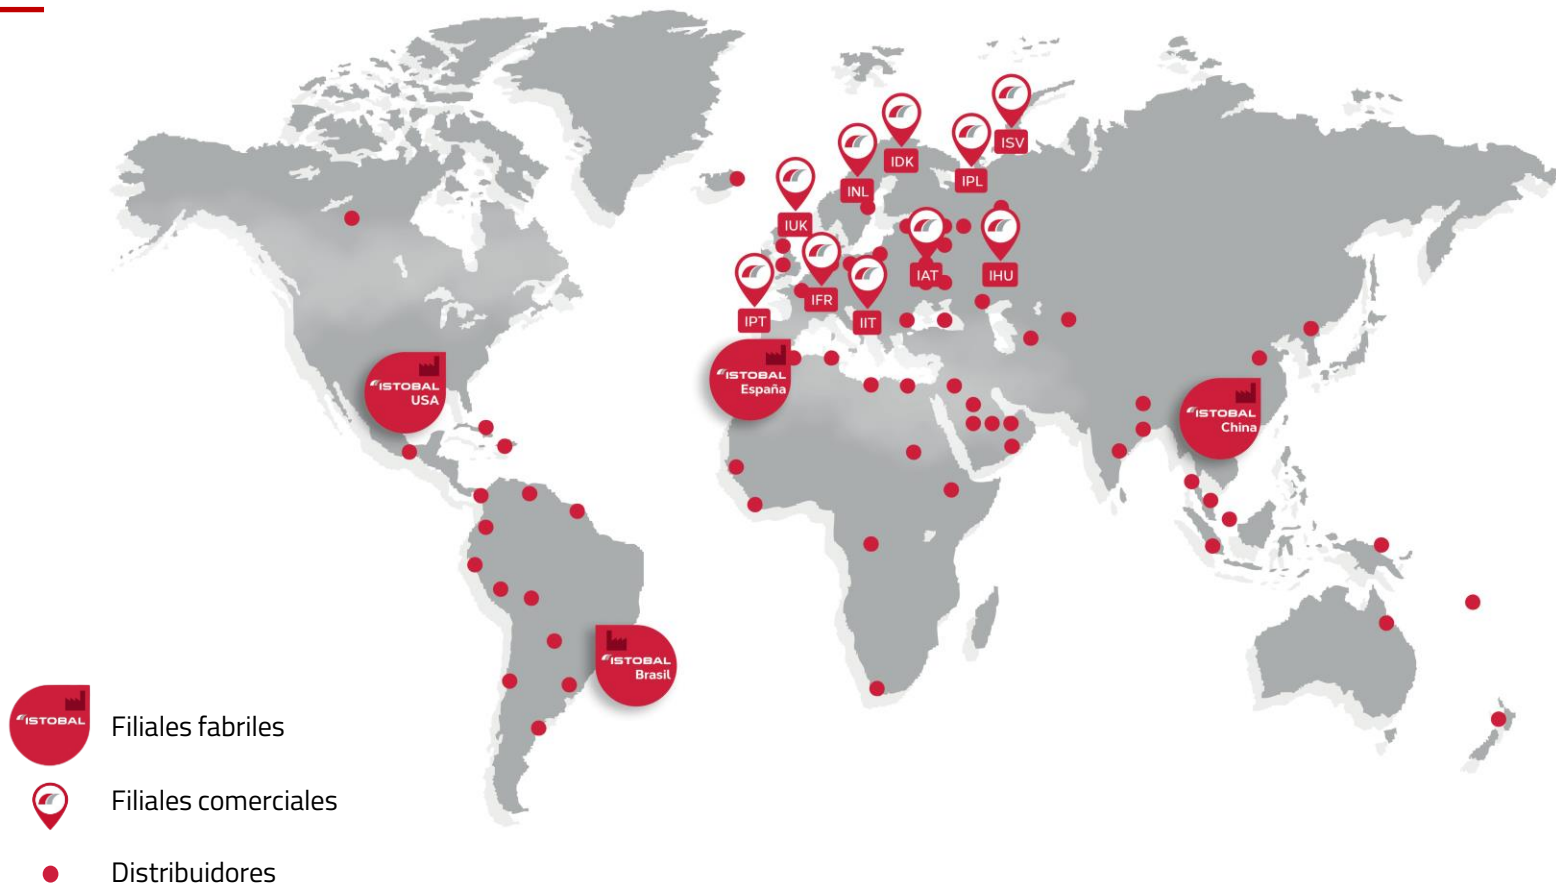 ISV
IDK
IPL
INL
IUK
IAT
IHU
IFR
IPT
IIT
ISTOBAL
USA
ISTOBAL
España
ISTOBAL
China
ISTOBAL
Brasil
ISTOBAL
Filiales fabriles
Filiales comerciales
Distribuidores